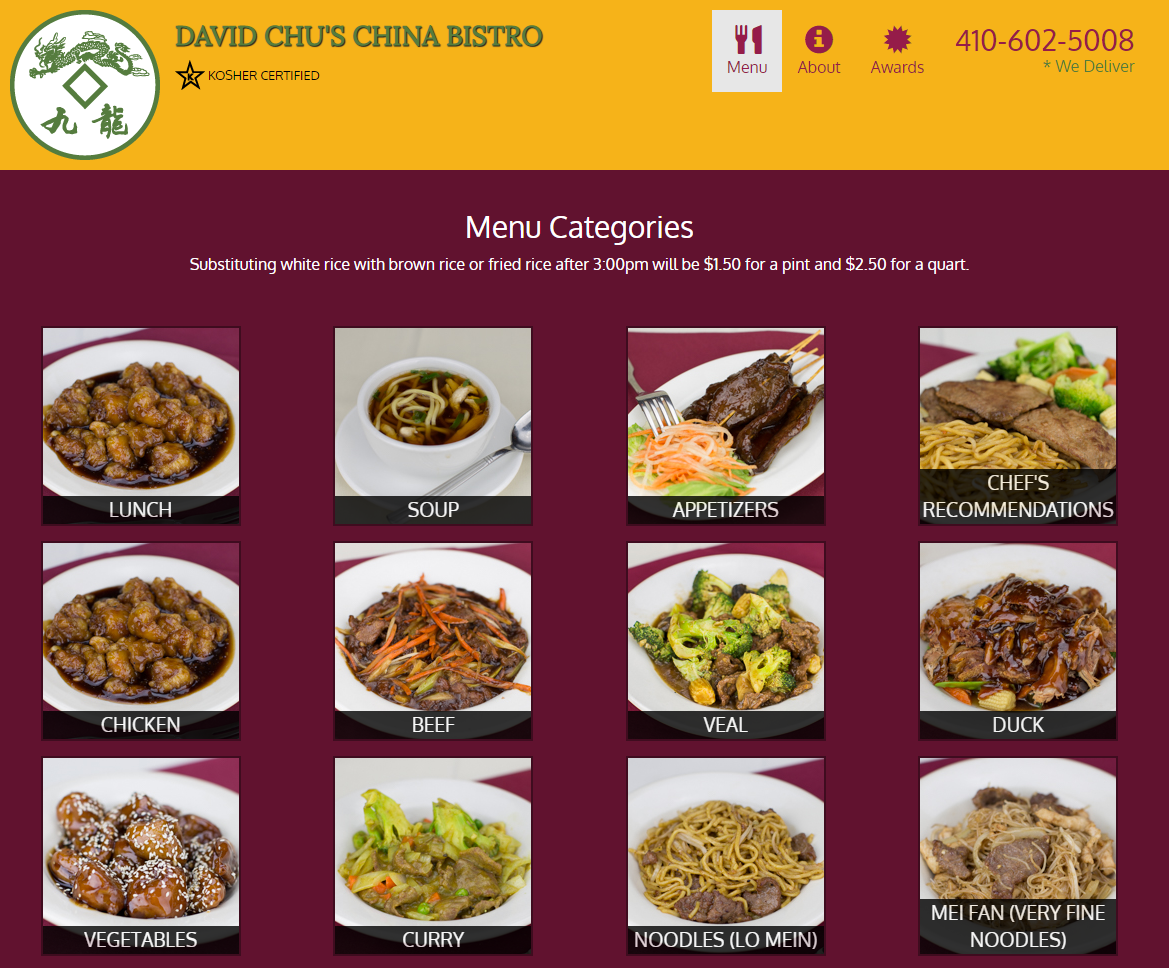 DAVID CHU'S CHINA BISTRO
KOSHER CERTIFIED
九龍
Menu
About
Awards
410-602-5008
* We Deliver
Menu Categories
Substituting white rice with brown rice or fried rice after 3:00pm will be $1.50 for a pint and $2.50 for a quart.
LUNCH
SOUP
APPETIZERS
CHEF'S
RECOMMENDATIONS
CHICKEN
BEEF
VEAL
DUCK
VEGETABLES
CURRY
NOODLES (LO MEIN)
MEI FAN (VERY FINE
NOODLES)